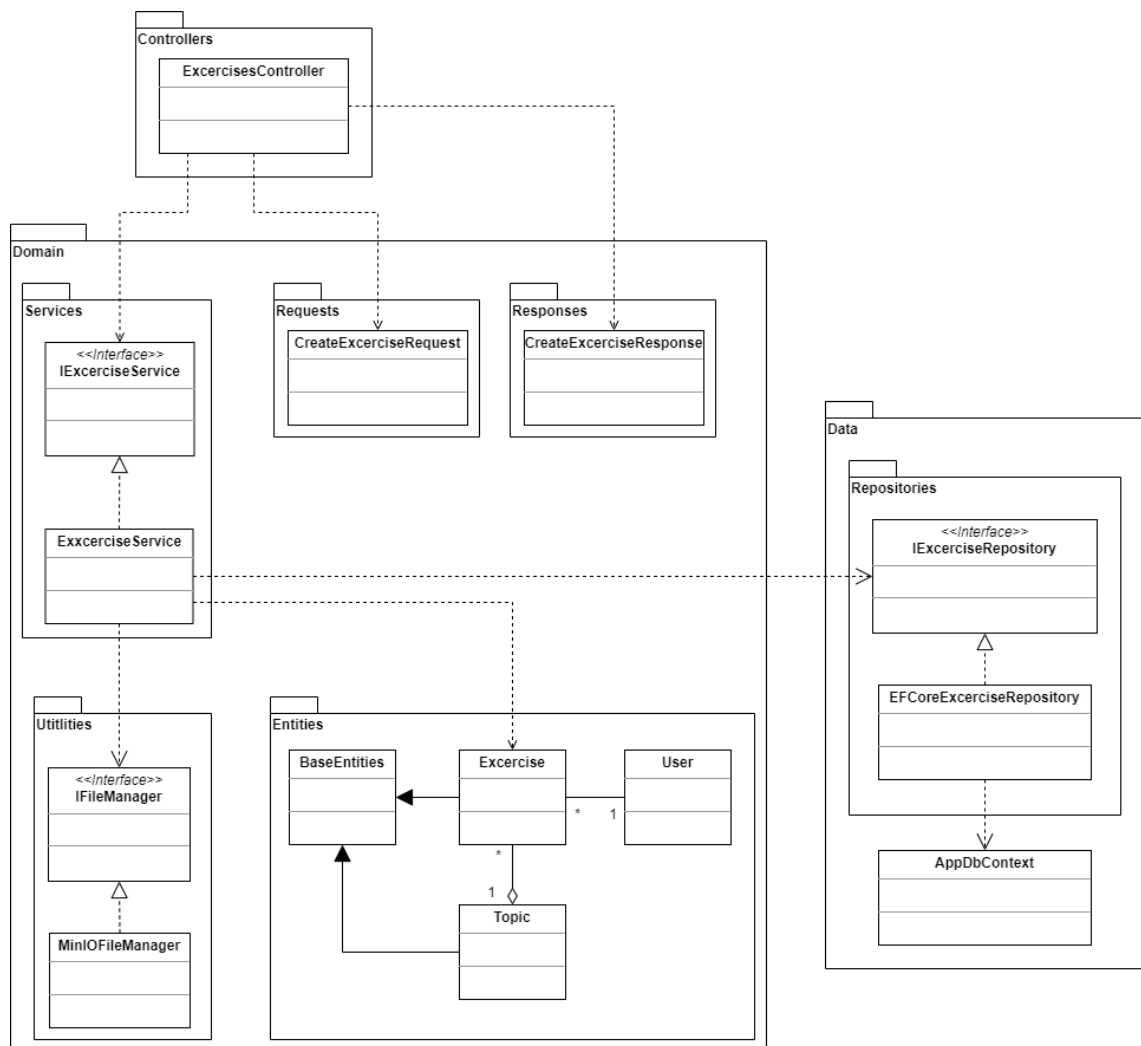 Controllers
ExcercisesController
Domain
Services
Requests
Responses
<<Interface>>
IExcerciseService
CreateExcerciseRequest
CreateExcerciseResponse
ExxcerciseService
Data
Repositories
<<Interface>>
IExcerciseRepository
EFCoreExcerciseRepository
AppDbContext
Utitlities
<<Interface>>
IFileManager
MinIOFileManager
Entities
BaseEntities
Excercise
User
*
1
*
1
Topic